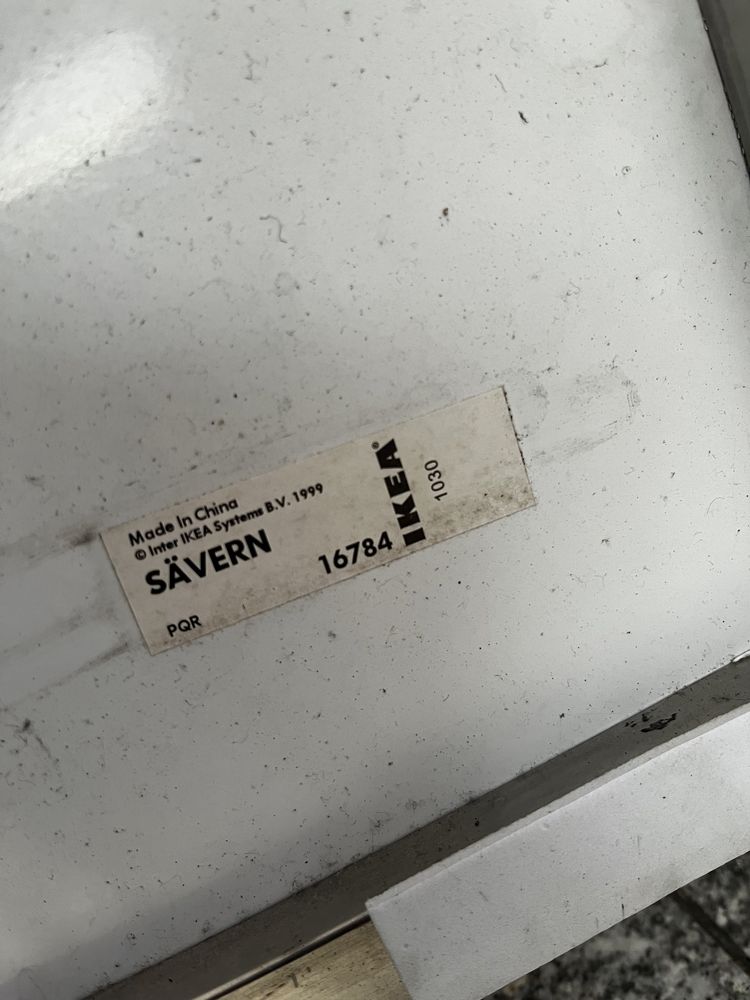 Made In China
© Inter IKEA Systems B.V. 1999
SÄVERN
16784
PQR
IKEA®
1030